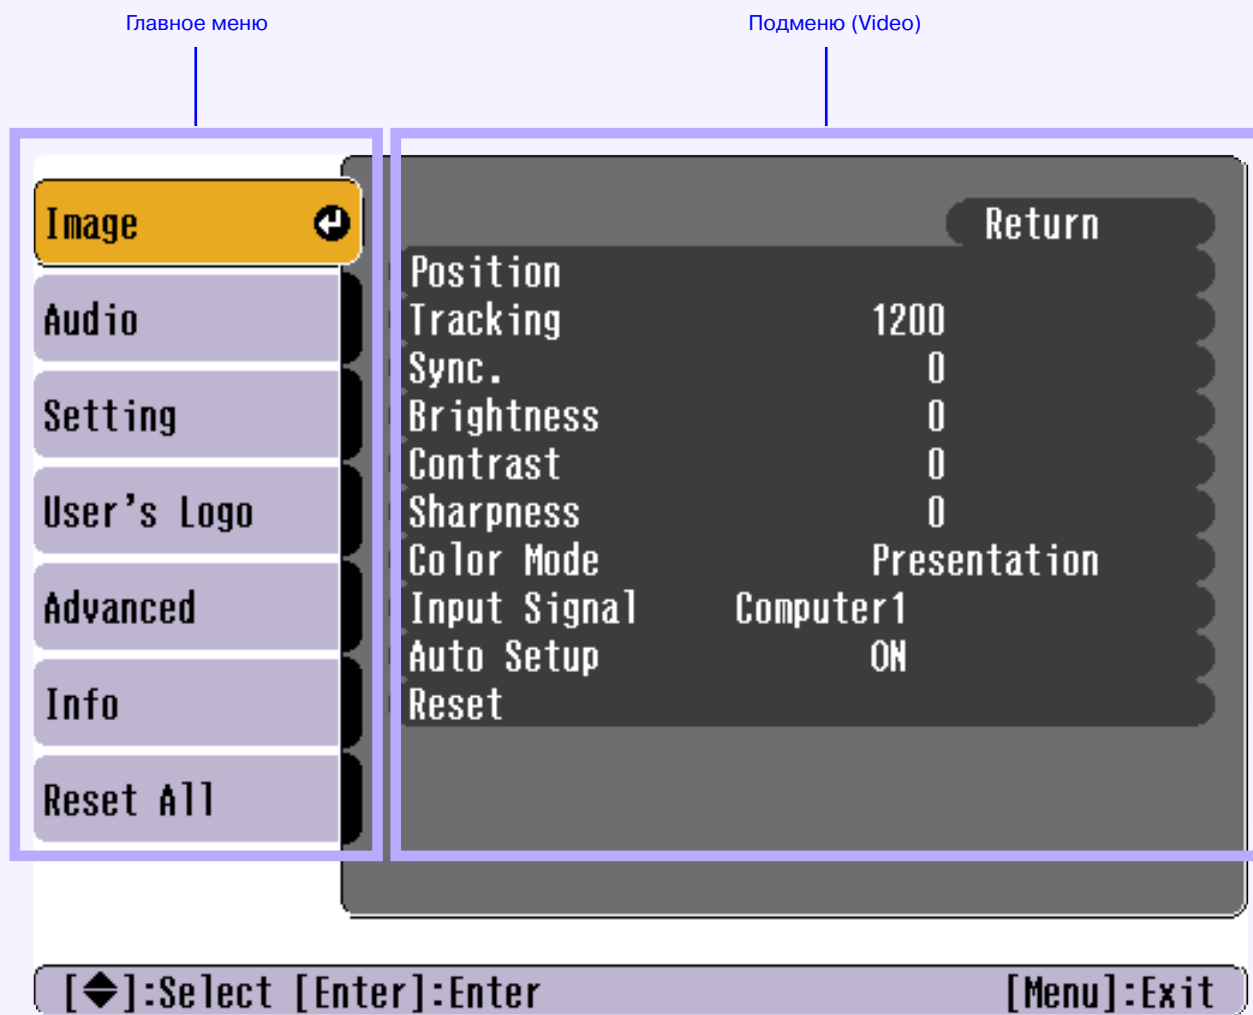 Главное меню
Подменю (Video)
Image
Audio
Setting
User's Logo
Advanced
Info
Reset All
Return
Position
Tracking 1200
Sync. 0
Brightness 0
Contrast 0
Sharpness 0
Color Mode Presentation
Input Signal Computer1
Auto Setup ON
Reset
[◆]:Select [Enter]:Enter [Menu]:Exit